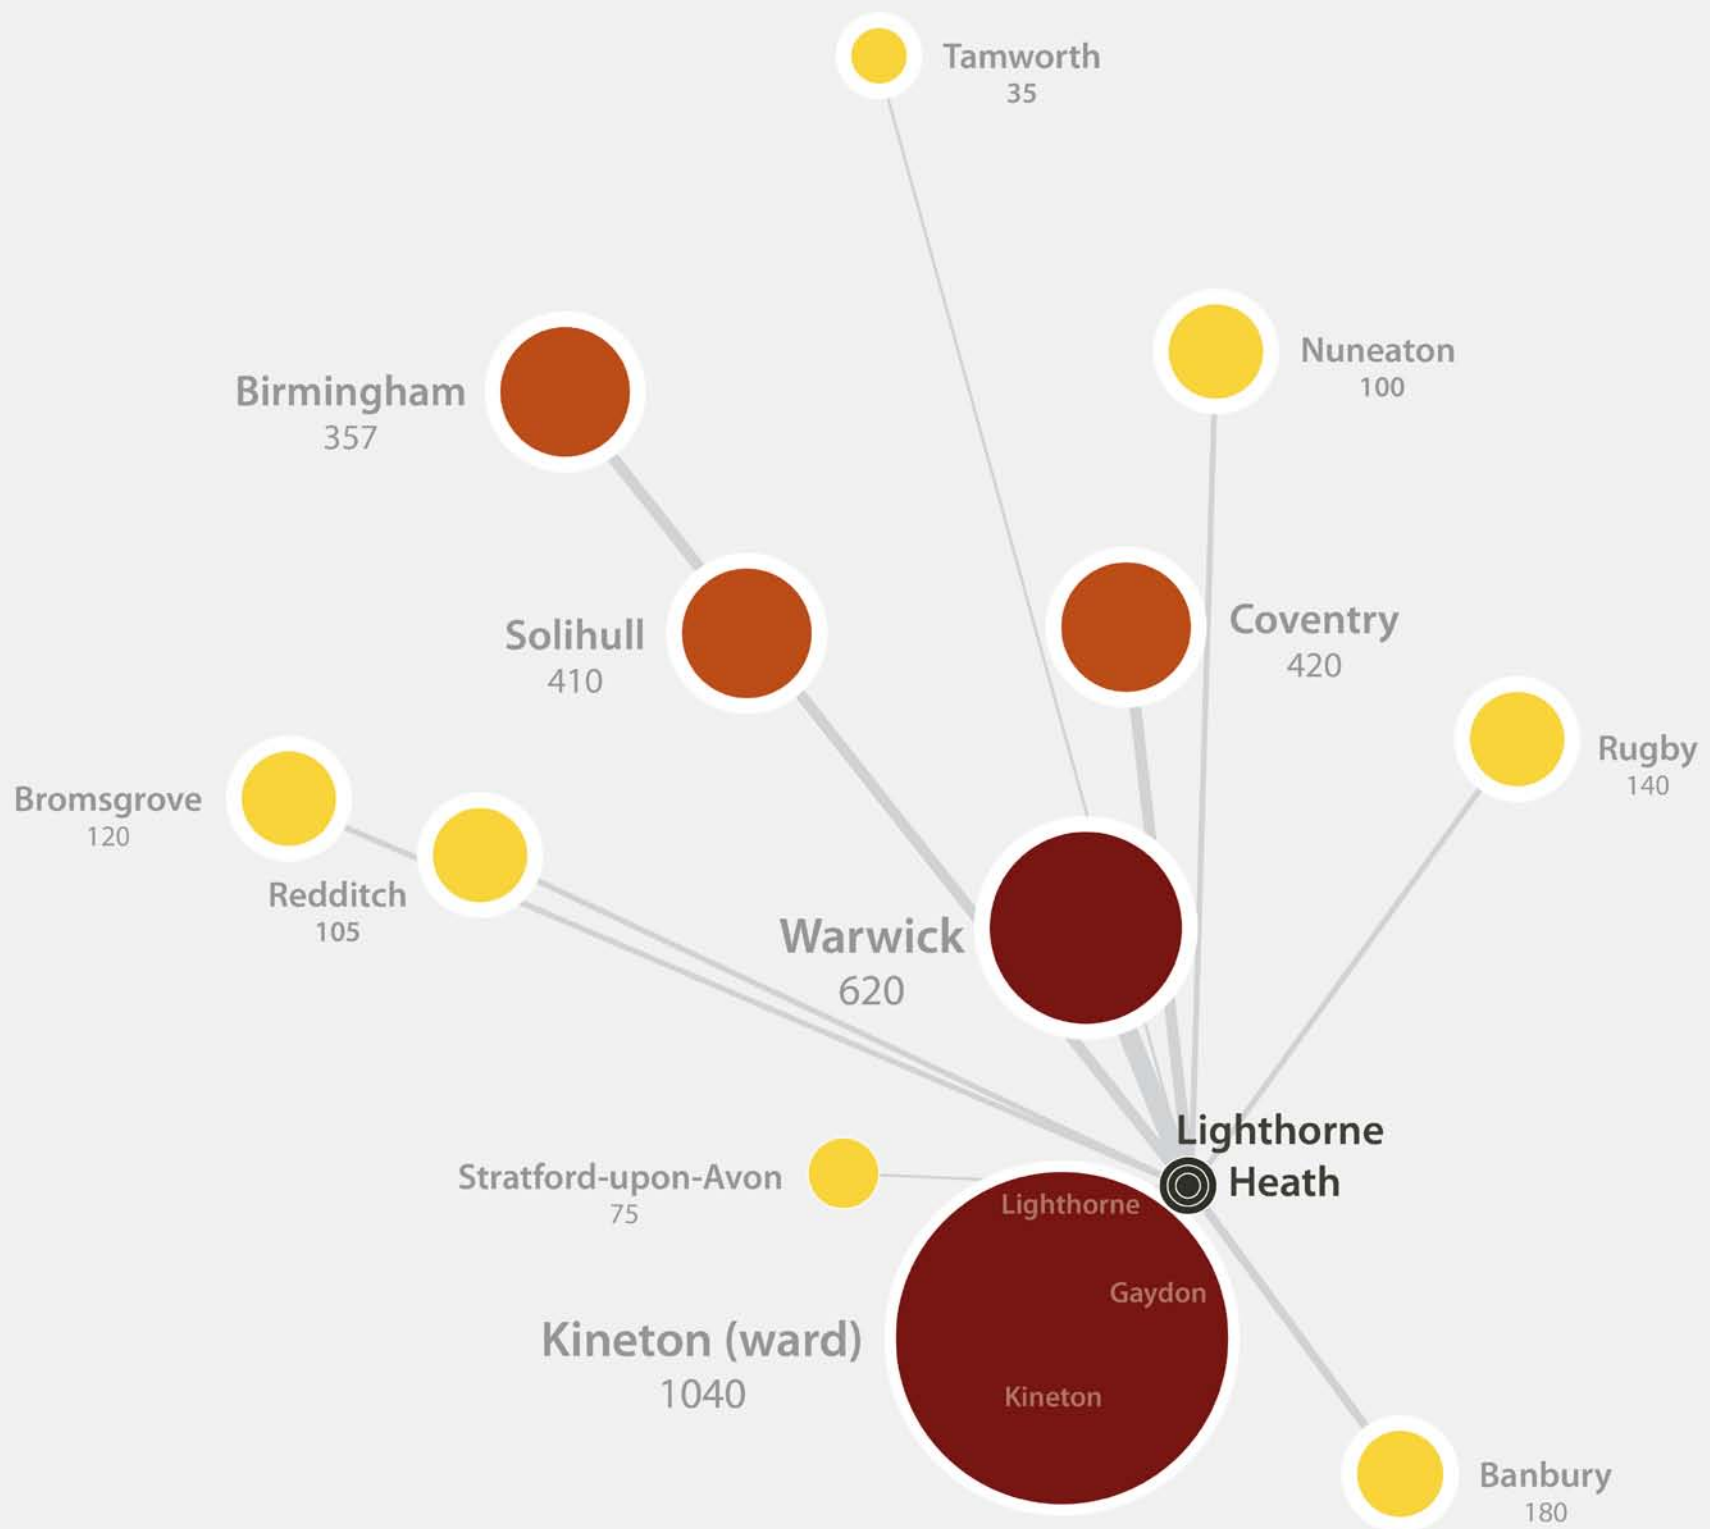 Tamworth
35
Nuneaton
100
Birmingham
357
Solihull
410
Coventry
420
Rugby
140
Bromsgrove
120
Redditch
105
Warwick
620
Lighthorne
Heath
Stratford-upon-Avon
75
Lighthorne
Gaydon
Kineton (ward)
1040
Kineton
Banbury
180